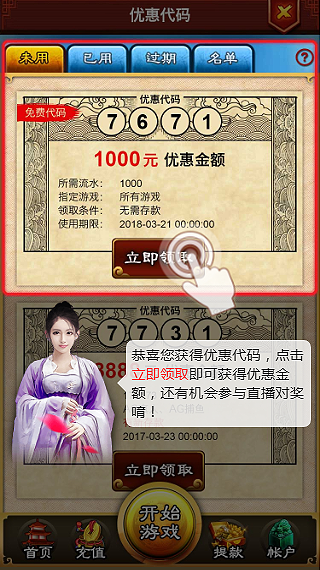 优惠代码
未用 已用 过期 名单 ?
优惠代码
免费代码
7 6 7 1
1000元 优惠金额
所需流水： 1000
指定游戏： 所有游戏
领取条件： 无需存款
使用期限： 2018-03-21 00:00:00
立即领取
优惠代码
7 7 3 1
恭喜您获得优惠代码，点击
立即领取即可获得优惠金
额，还有机会参与直播对奖
唷！
2017-03-23 00:00:00
立即领取
开始
游戏
首页 充值 提款 帐户